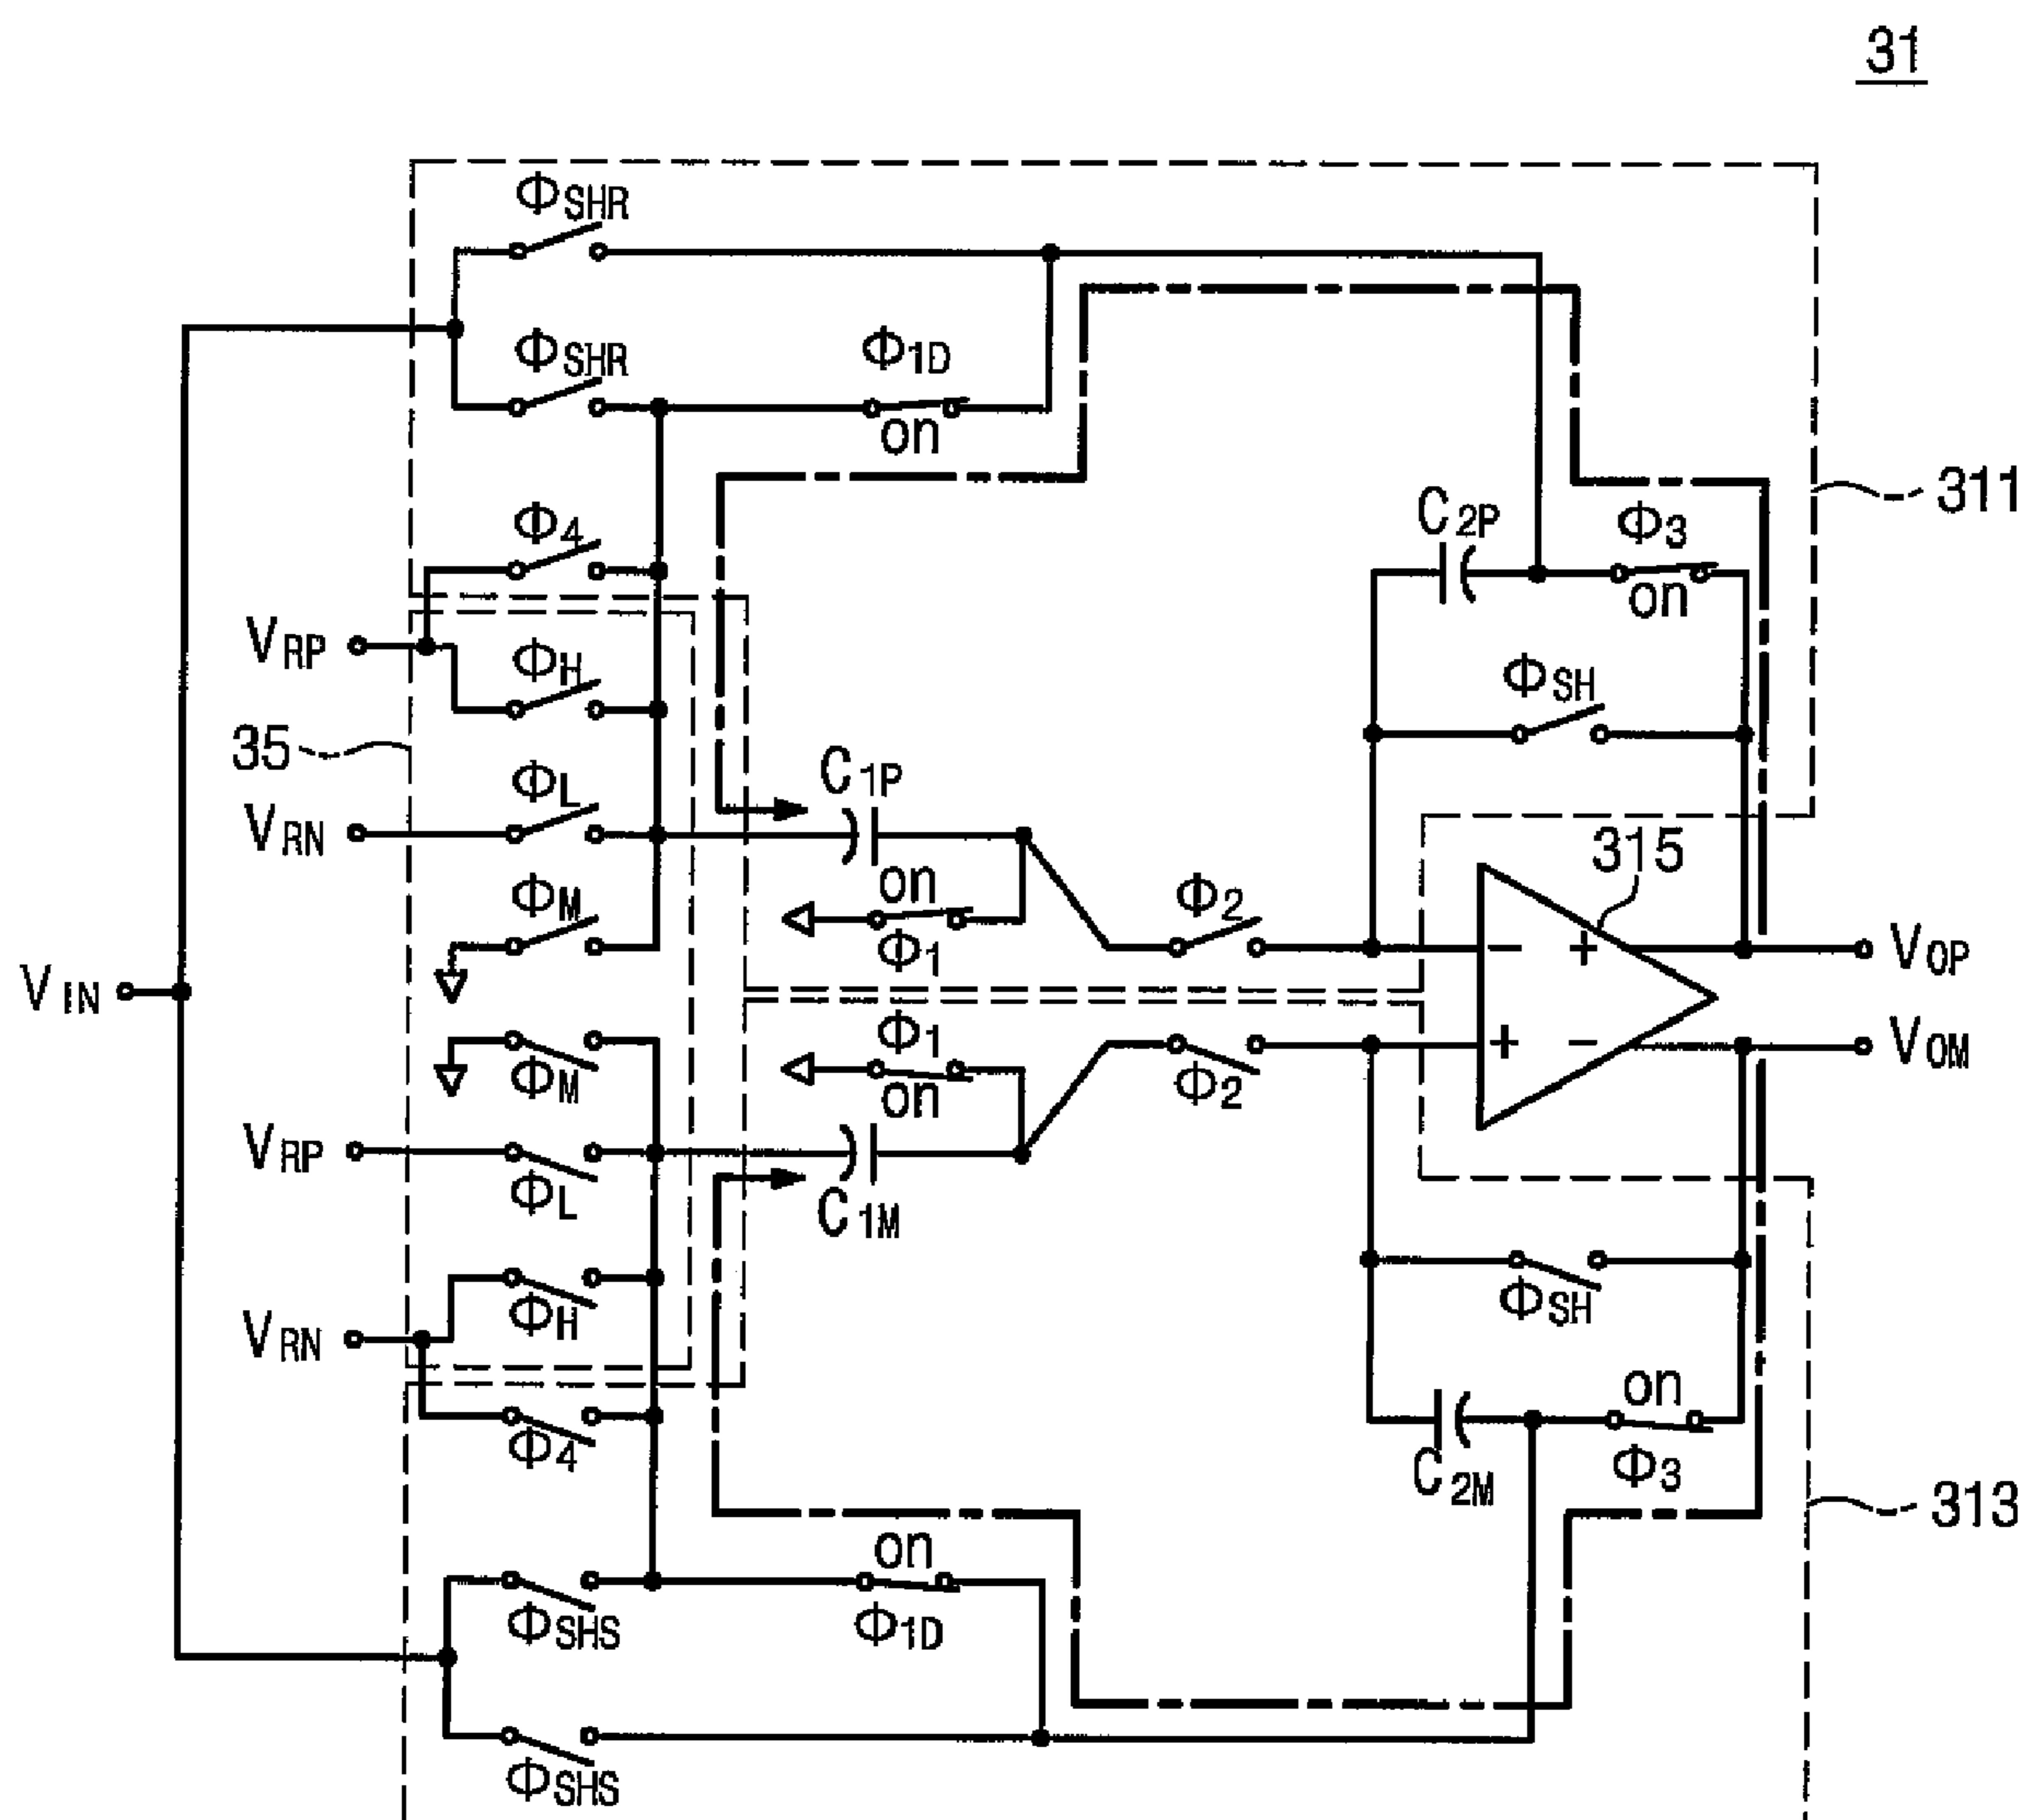 31
ΦSHR
ΦSHR
Φ1D
on
311
Φ4
C2P
Φ3
on
VRP
ΦH
ΦSH
35
C1P
ΦL
VRN
315
on
ΦM
Φ1
Φ2
- +
VOP
VIN
Φ1
+ -
VOM
ΦM
on
Φ2
VRP
ΦL
C1M
ΦH
ΦSH
VRN
on
Φ4
C2M
Φ3
313
on
ΦSHS
Φ1D
ΦSHS